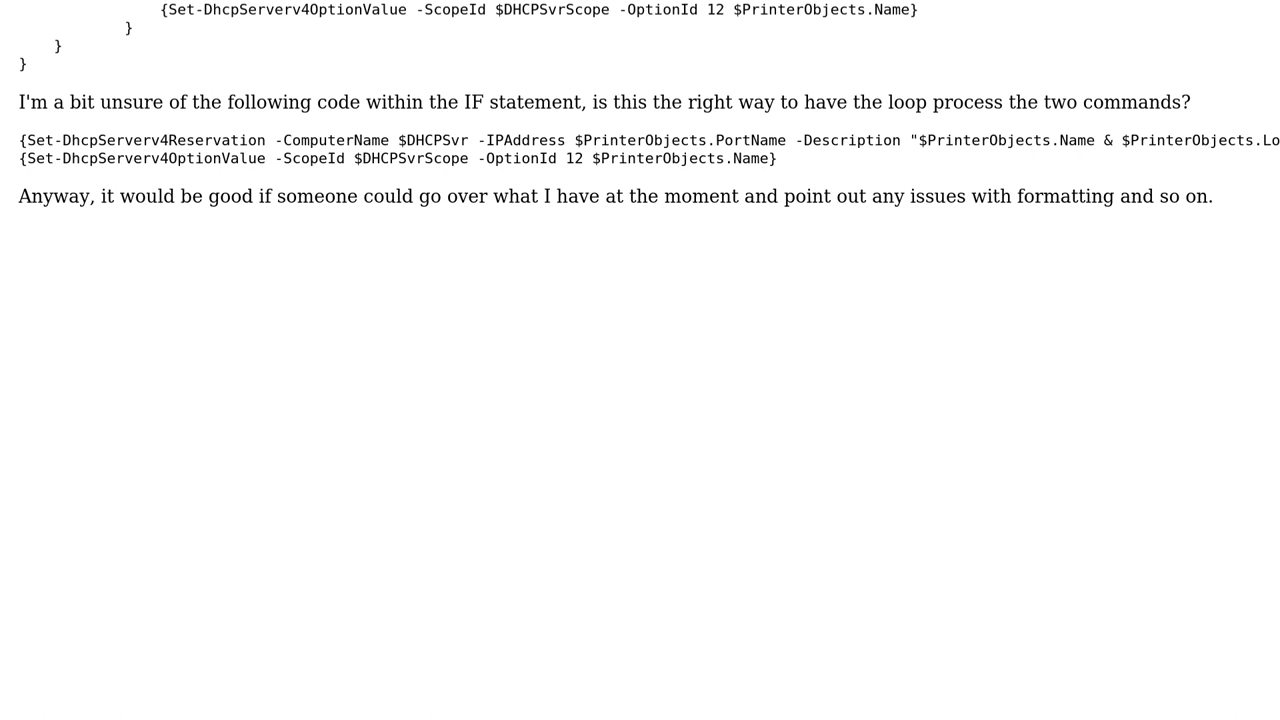 {Set-DhcpServerv4OptionValue -ScopeId $DHCPSvrScope -OptionId 12 $PrinterObjects.Name}
}
}
}
I'm a bit unsure of the following code within the IF statement, is this the right way to have the loop process the two commands?
{Set-DhcpServerv4Reservation -ComputerName $DHCPSvr -IPAddress $PrinterObjects.PortName -Description "$PrinterObjects.Name & $PrinterObjects.Lo
{Set-DhcpServerv4OptionValue -ScopeId $DHCPSvrScope -OptionId 12 $PrinterObjects.Name}
Anyway, it would be good if someone could go over what I have at the moment and point out any issues with formatting and so on.